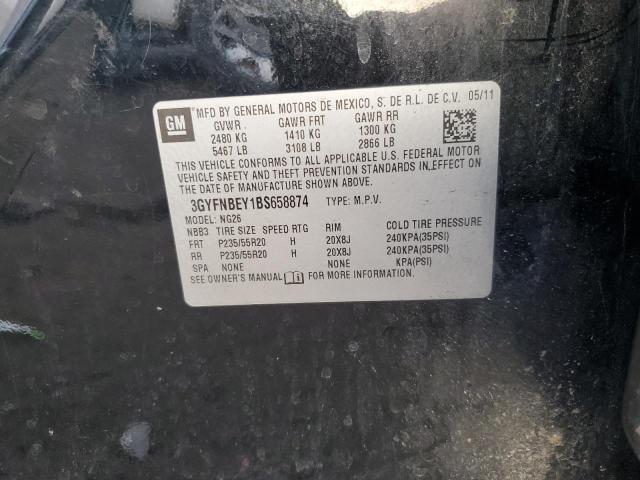 GM
MFD BY GENERAL MOTORS DE MEXICO, S. DE R.L. DE C.V. 05/11
GVWR GAWR FRT GAWR RR
2480 KG 1410 KG 1300 KG
5467 LB 3108 LB 2866 LB
THIS VEHICLE CONFORMS TO ALL APPLICABLE U.S. FEDERAL MOTOR
VEHICLE SAFETY AND THEFT PREVENTION STANDARDS IN EFFECT ON
THE DATE OF MANUFACTURE SHOWN ABOVE.
3GYFNBEY1BS658874 TYPE: M.P.V.
MODEL: NG26
NBB3 TIRE SIZE SPEED RTG RIM COLD TIRE PRESSURE
FRT P235/55R20 H 20X8J 240KPA(35PSI)
RR P235/55R20 H 20X8J 240KPA(35PSI)
SPA NONE NONE KPA(PSI)
SEE OWNER'S MANUAL FOR MORE INFORMATION.